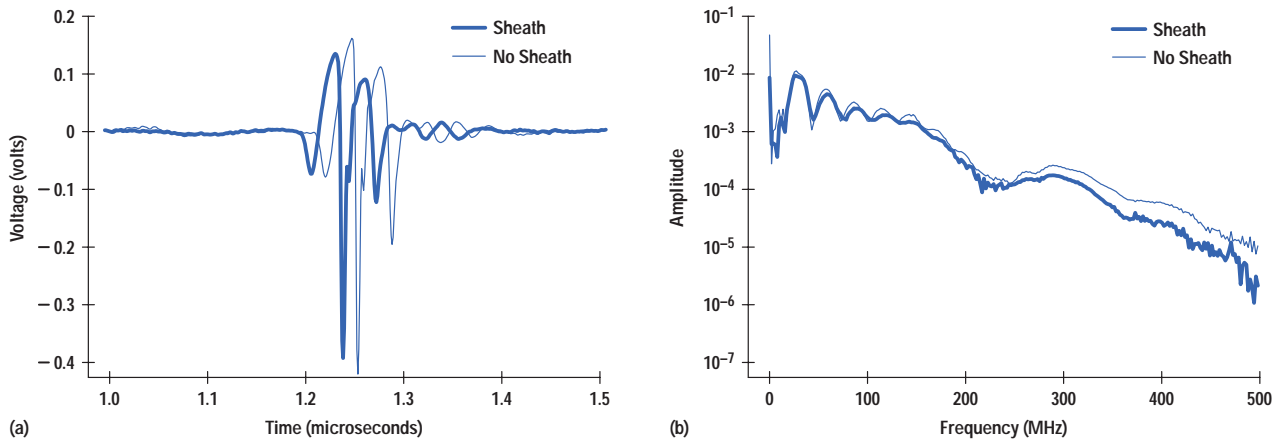 0.2
0.1
0
– 0.1
– 0.2
– 0.3
– 0.4
Voltage (volts)
Sheath
No Sheath
1.0 1.1 1.2 1.3 1.4 1.5
(a)
Time (microseconds)
10–1
10–2
10–3
10–4
10–5
10–6
10–7
Amplitude
Sheath
No Sheath
0 100 200 300 400 500
(b)
Frequency (MHz)